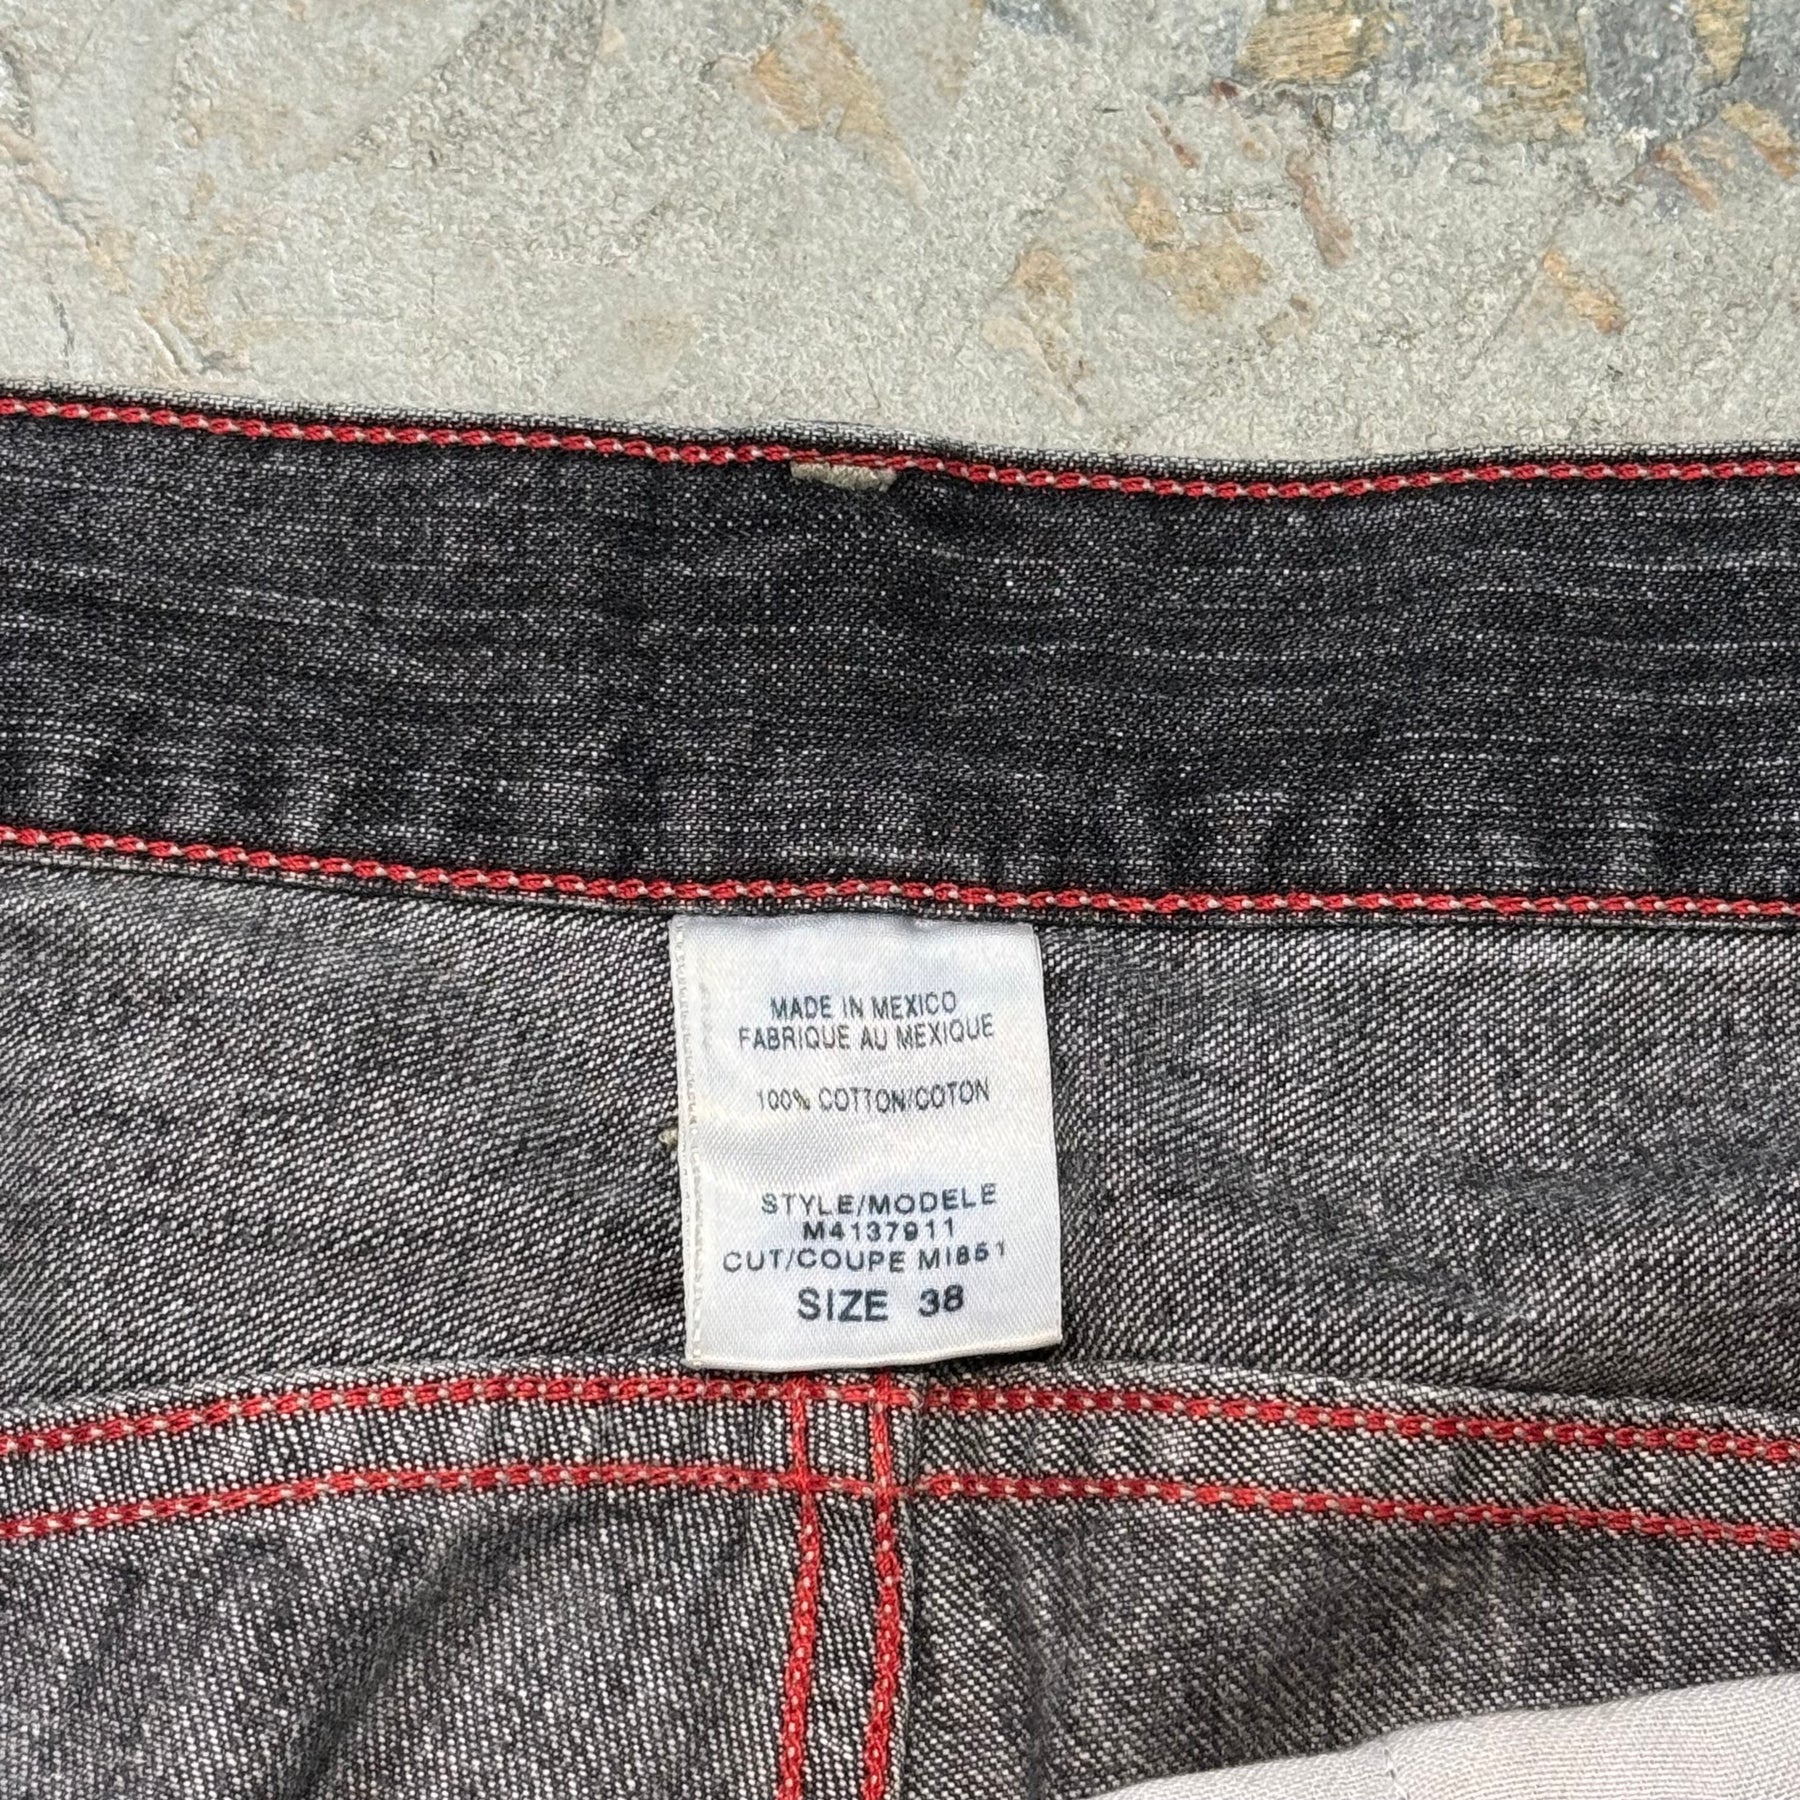 MADE IN MEXICO
FABRIQUE AU MEXIQUE
100% COTTON/COTON
STYLE/MODELE
M4137911
CUT/COUPE MI851
SIZE 38